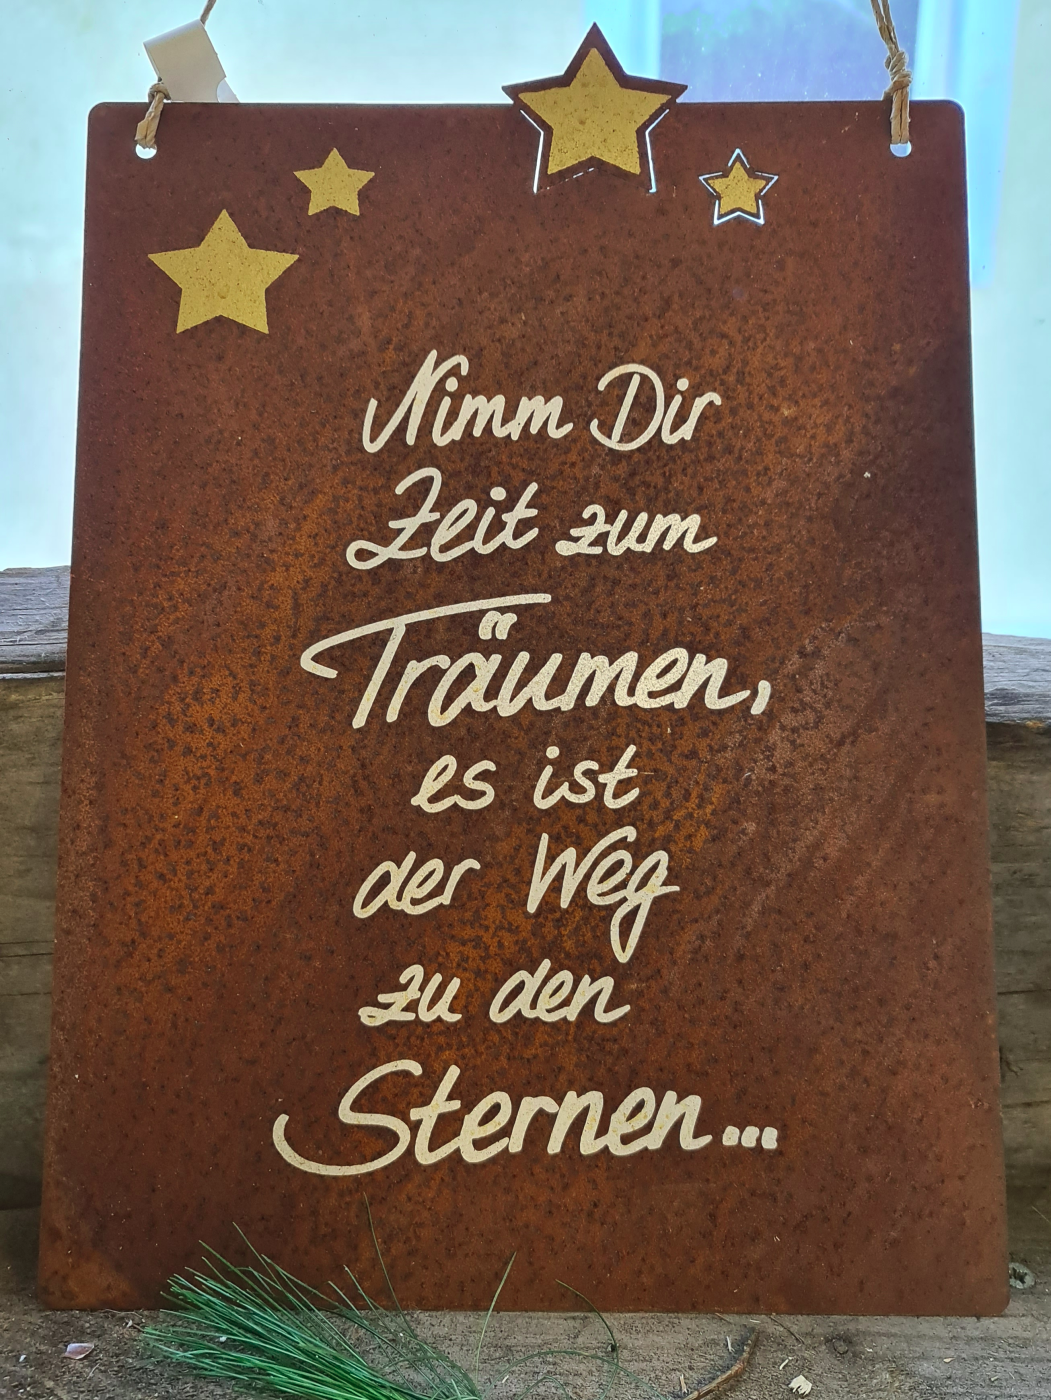 Nimm Dir
Zeit zum
Träumen,
es ist
der Weg
zu den
Sternen...